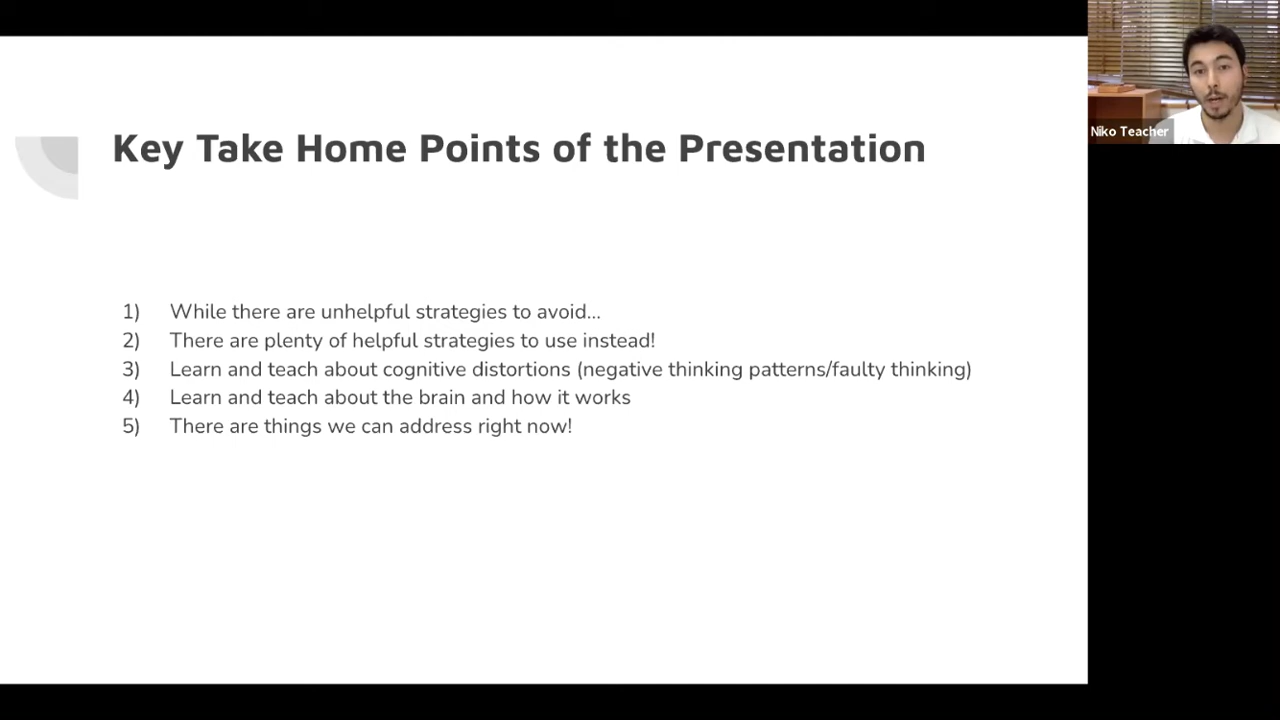 Key Take Home Points of the Presentation
1) While there are unhelpful strategies to avoid...
2) There are plenty of helpful strategies to use instead!
3) Learn and teach about cognitive distortions (negative thinking patterns/faulty thinking)
4) Learn and teach about the brain and how it works
5) There are things we can address right now!
Niko Teacher